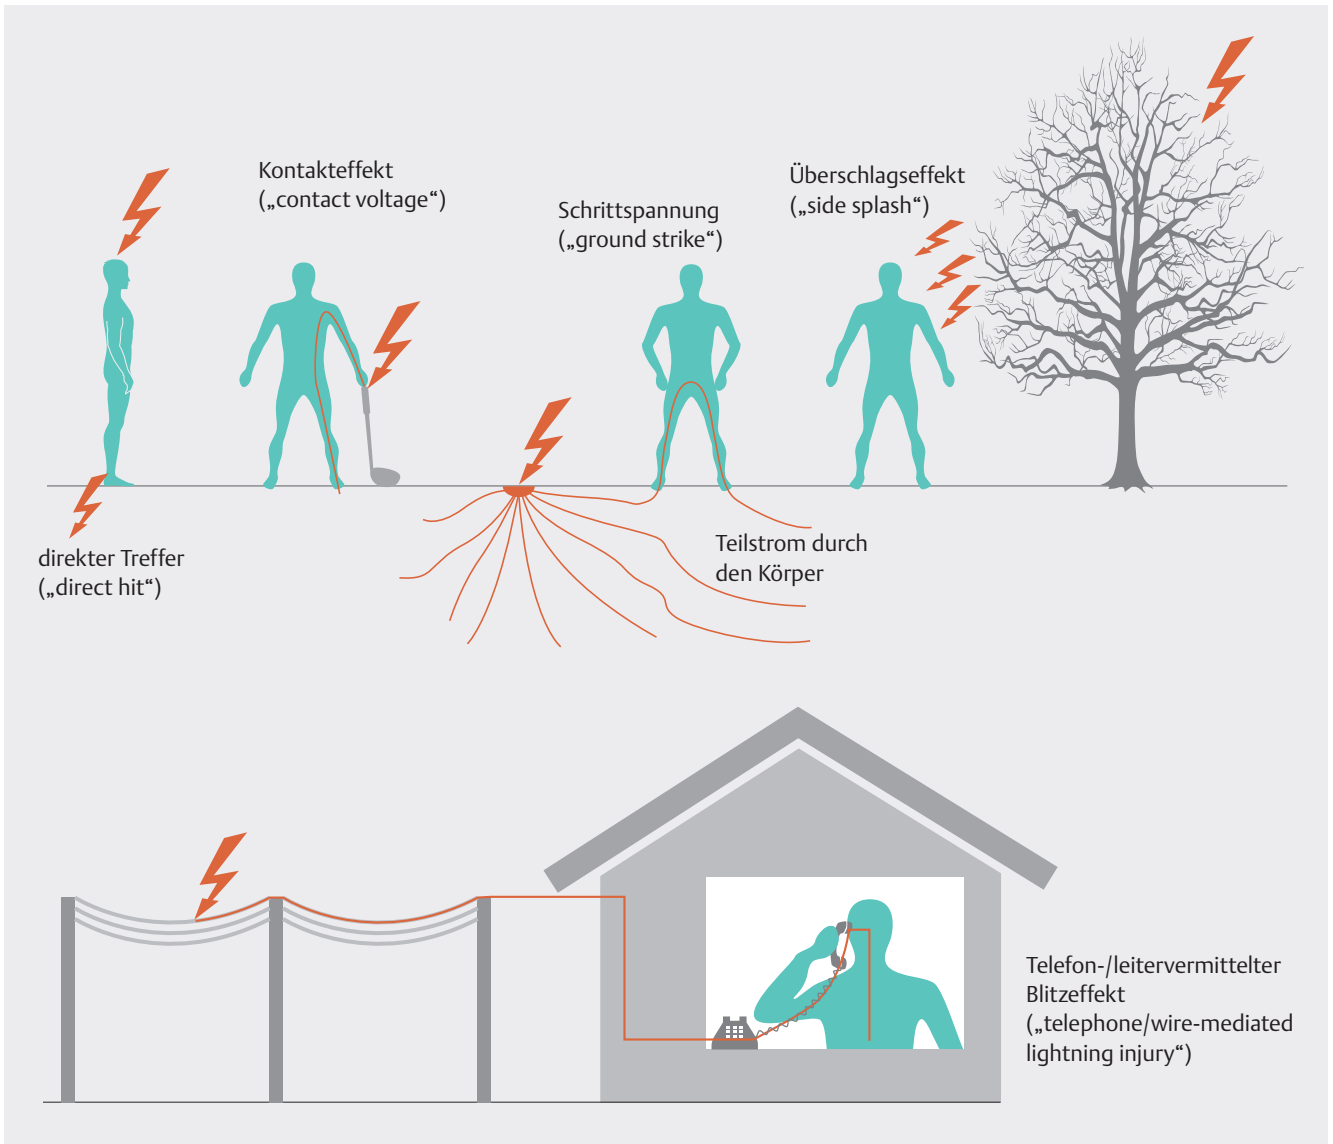 Kontakteffekt
(„contact voltage“)
Schrittspannung
(„ground strike“)
Überschlagseffekt
(„side splash“)
direkter Treffer
(„direct hit“)
Teilstrom durch
den Körper
Telefon-/leitervermittelter
Blitzeffekt
(„telephone/wire-mediated
lightning injury“)